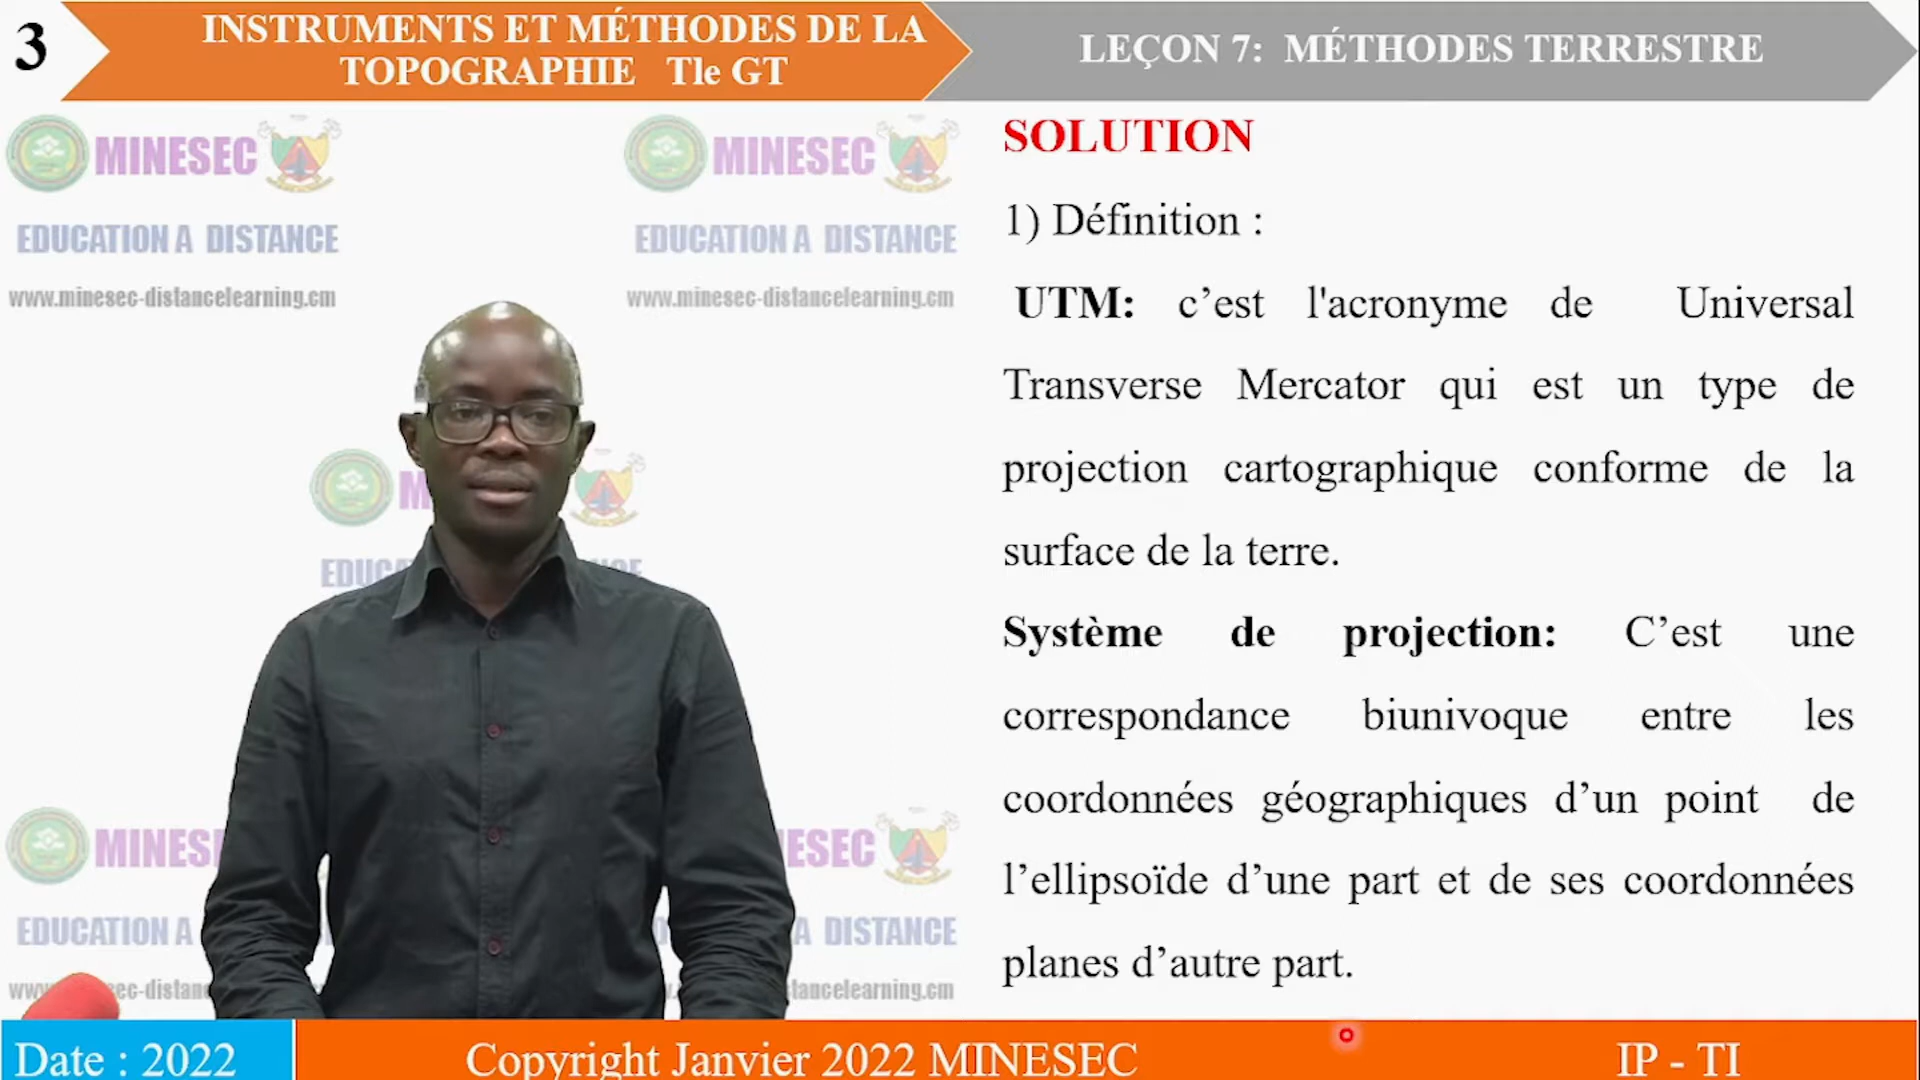 3
INSTRUMENTS ET MÉTHODES DE LA
TOPOGRAPHIE Tle GT
LEÇON 7: MÉTHODES TERRESTRE
MINESEC
EDUCATION A DISTANCE
www.minesec-distancelearning.cm
MINESEC
EDUCATION A DISTANCE
www.minesec-distancelearning.cm
SOLUTION
1) Définition :
UTM: c’est l'acronyme de Universal
Transverse Mercator qui est un type de
projection cartographique conforme de la
surface de la terre.
Système de projection: C’est une
correspondance biunivoque entre les
coordonnées géographiques d’un point de
l’ellipsoïde d’une part et de ses coordonnées
planes d’autre part.
Date : 2022
Copyright Janvier 2022 MINESEC
IP - TI